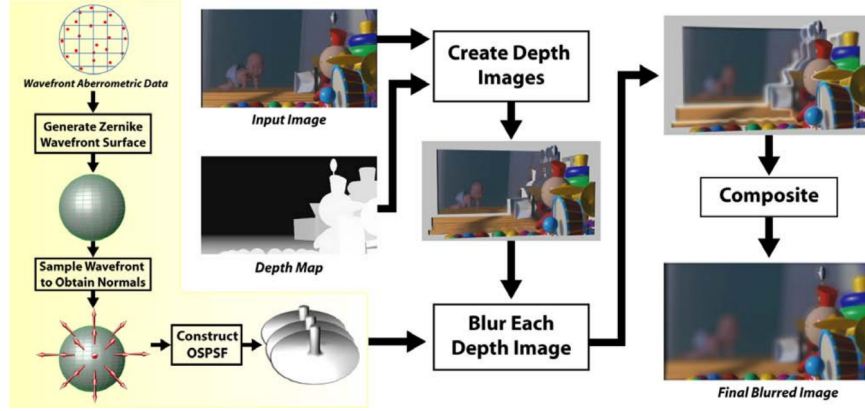 Wavefront Aberrometric Data
Generate Zernike
Wavefront Surface
Sample Wavefront
to Obtain Normals
Construct
OSPSF
Input Image
Depth Map
Create Depth
Images
Blur Each
Depth Image
Composite
Final Blurred Image